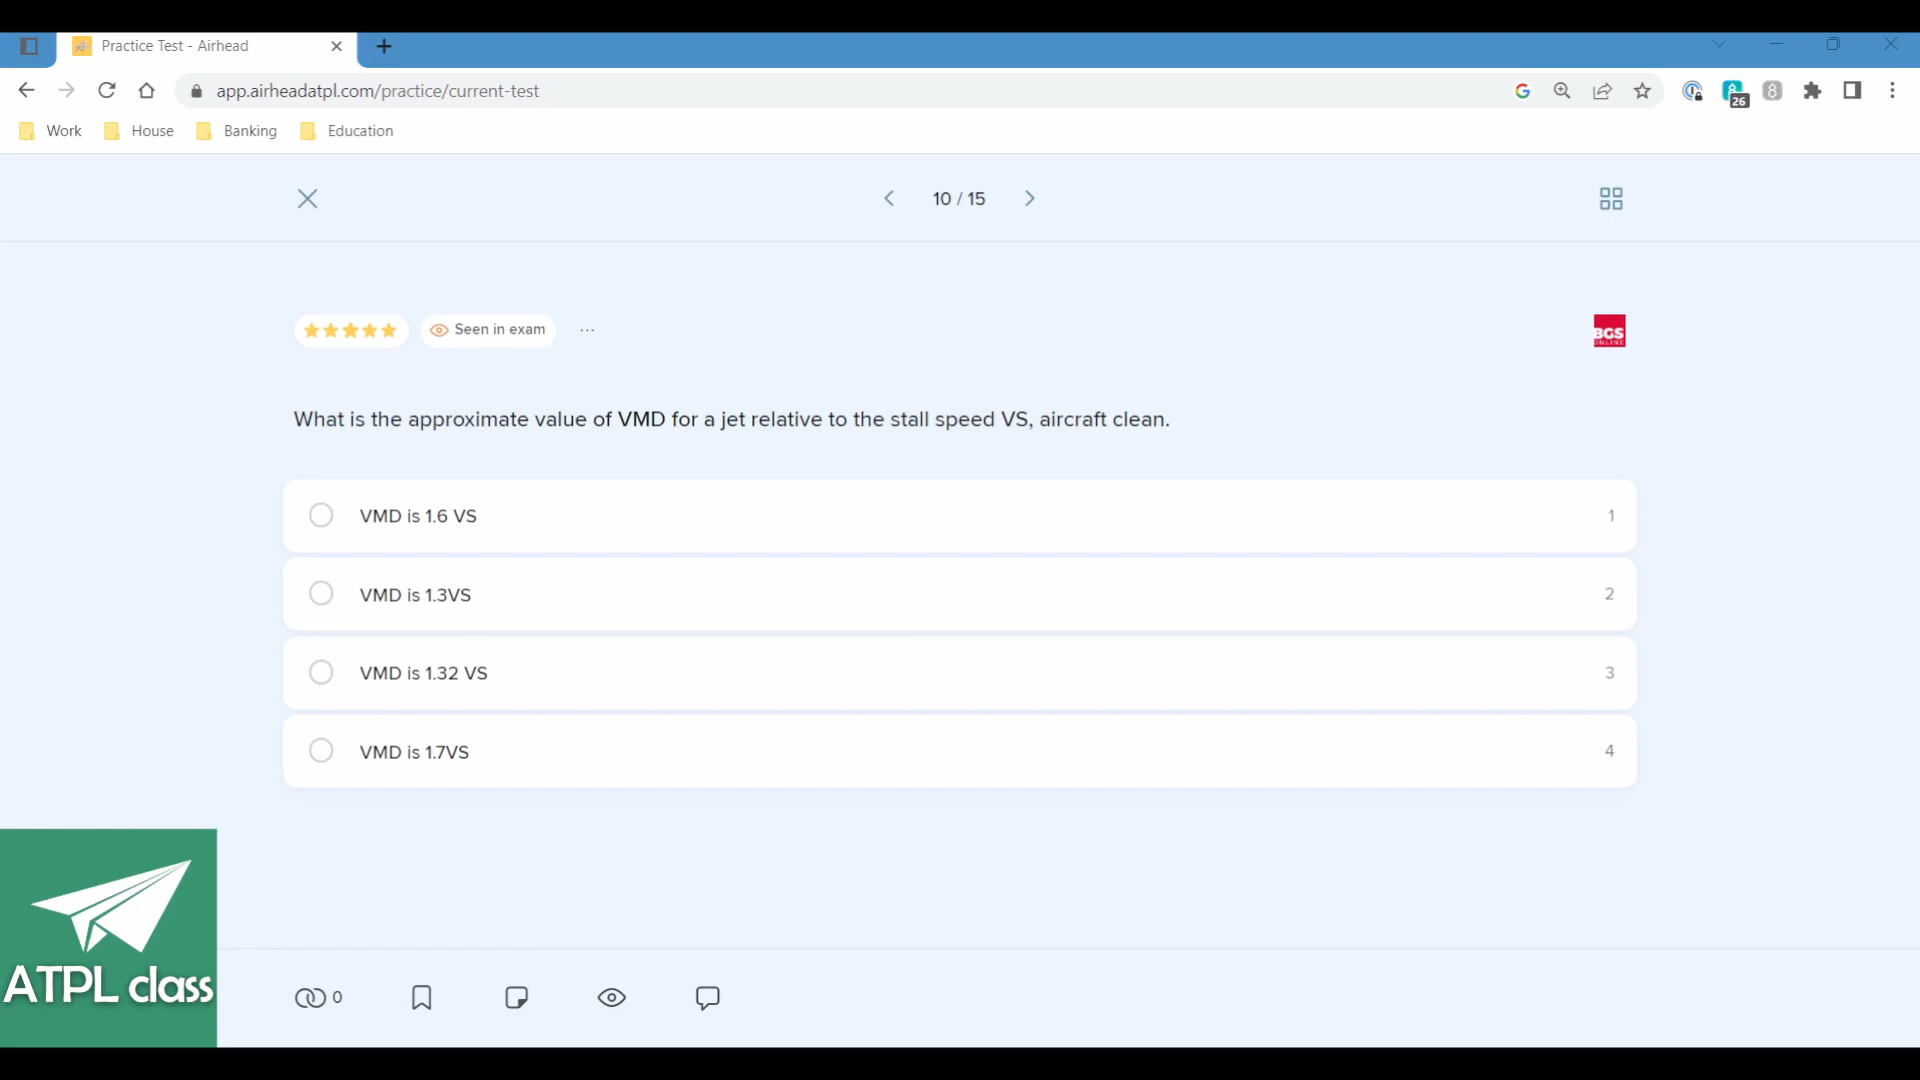 Practice Test - Airhead
app.airheadatpl.com/practice/current-test
26
8
Work
House
Banking
Education
10 / 15
Seen in exam
...
BGS
ONLINE
What is the approximate value of VMD for a jet relative to the stall speed VS, aircraft clean.
VMD is 1.6 VS
1
VMD is 1.3VS
2
VMD is 1.32 VS
3
VMD is 1.7VS
4
ATPL class
0